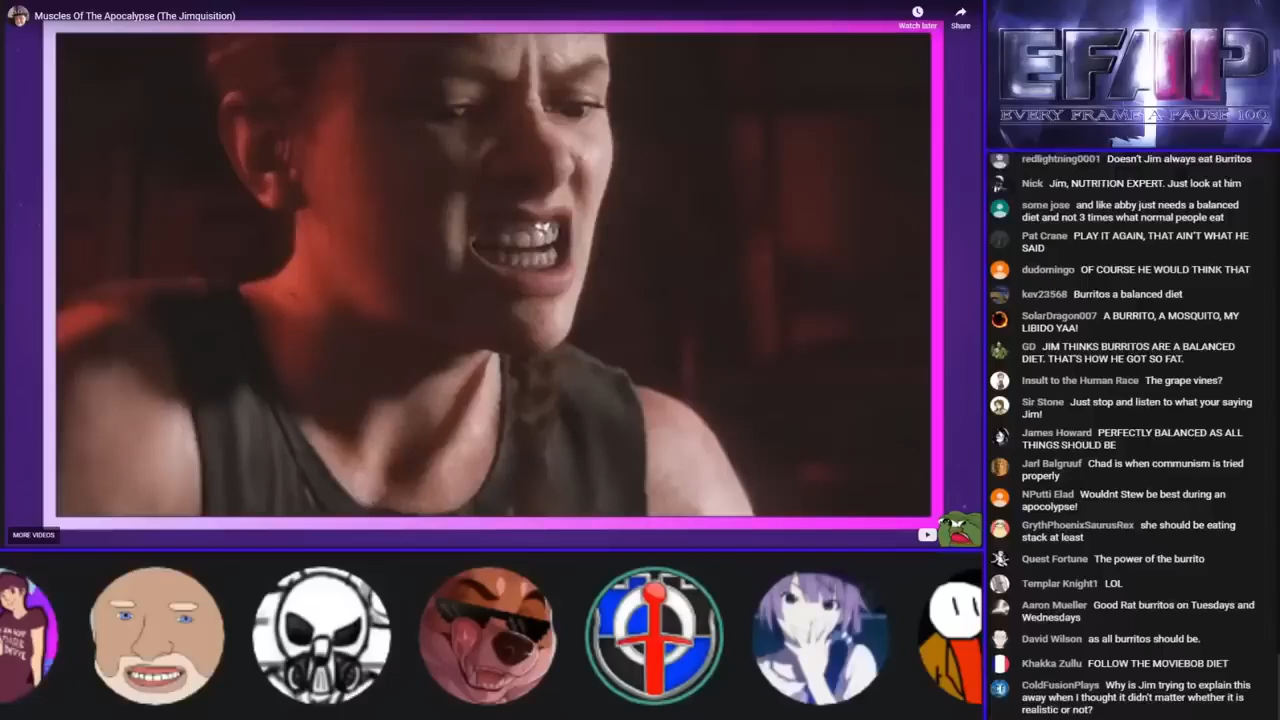 Muscles Of The Apocalypse (The Jimquisition)
Watch later
Share
MORE VIDEOS
EFAP
EVERY FRAME A PAUSE 100
redlightning0001 Doesn't Jim always eat Burritos
Nick Jim, NUTRITION EXPERT. Just look at him
some jose and like abby just needs a balanced
diet and not 3 times what normal people eat
Pat Crane PLAY IT AGAIN, THAT AIN'T WHAT HE
SAID
dudomingo OF COURSE HE WOULD THINK THAT
kev23568 Burritos a balanced diet
SolarDragon007 A BURRITO, A MOSQUITO, MY
LIBIDO YAA!
GD JIM THINKS BURRITOS ARE A BALANCED
DIET. THAT'S HOW HE GOT SO FAT.
Insult to the Human Race The grape vines?
Sir Stone Just stop and listen to what your saying
Jim!
James Howard PERFECTLY BALANCED AS ALL
THINGS SHOULD BE
Jarl Balgruuf Chad is when communism is tried
properly
NPutti Elad Wouldnt Stew be best during an
apocolypse!
GrythPhoenixSaurusRex she should be eating
stack at least
Quest Fortune The power of the burrito
Templar Knight1 LOL
Aaron Mueller Good Rat burritos on Tuesdays and
Wednesdays
David Wilson as all burritos should be.
Khakka Zullu FOLLOW THE MOVIEBOB DIET
ColdFusionPlays Why is Jim trying to explain this
away when I thought it didn't matter whether it is
realistic or not?